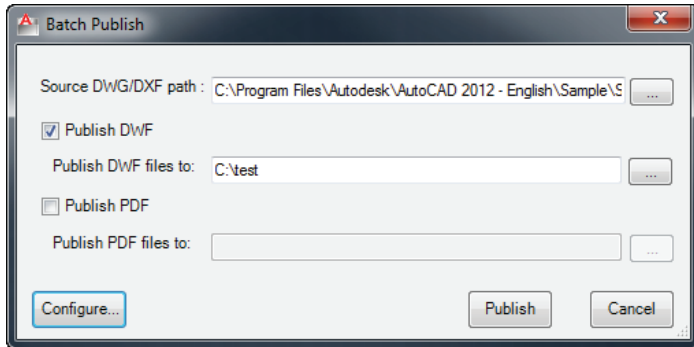 Batch Publish
Source DWG/DXF path : C:\Program Files\Autodesk\AutoCAD 2012 - English\Sample\S ...
Publish DWF
Publish DWF files to: C:\test ...
Publish PDF
Publish PDF files to: ...
Configure... Publish Cancel